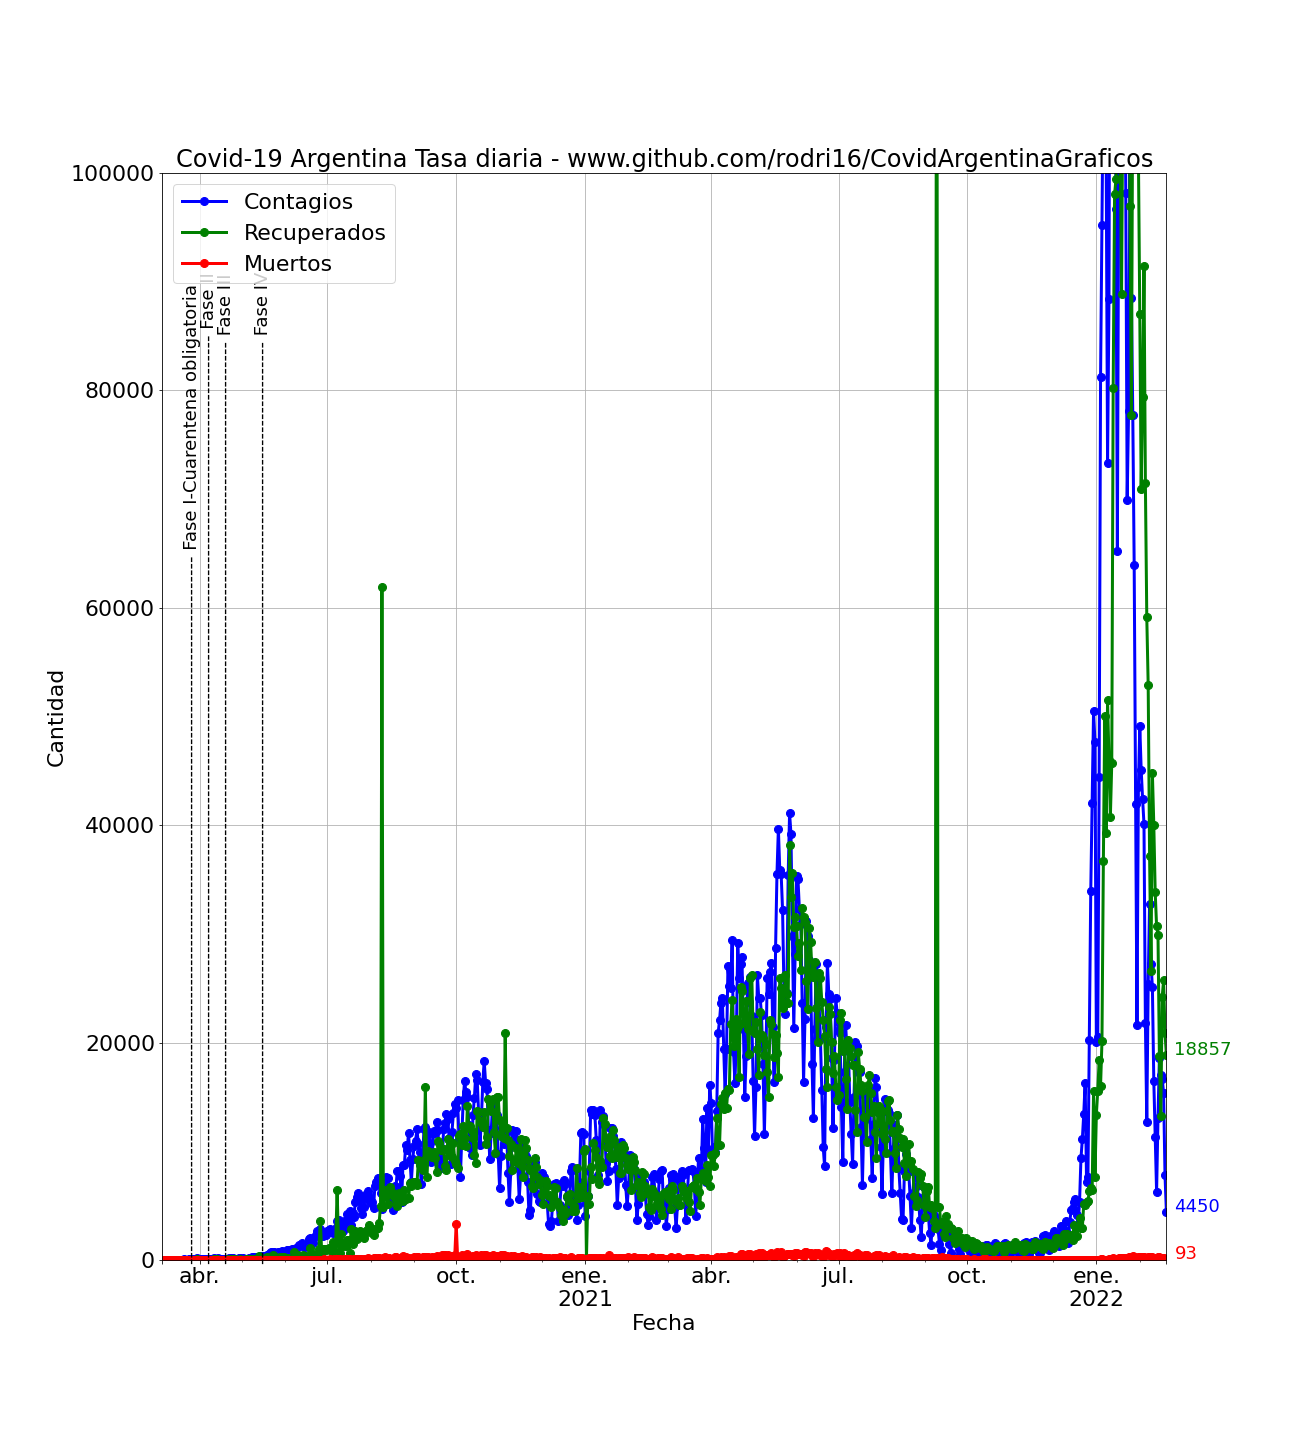 Covid-19 Argentina Tasa diaria - www.github.com/rodri16/CovidArgentinaGraficos
100000
80000
60000
40000
20000
0
Cantidad
Contagios
Recuperados
Muertos
Fase I-Cuarentena obligatoria
Fase II
Fase III
Fase IV
18857
4450
93
abr.
jul.
oct.
ene.
2021
abr.
jul.
oct.
ene.
2022
Fecha